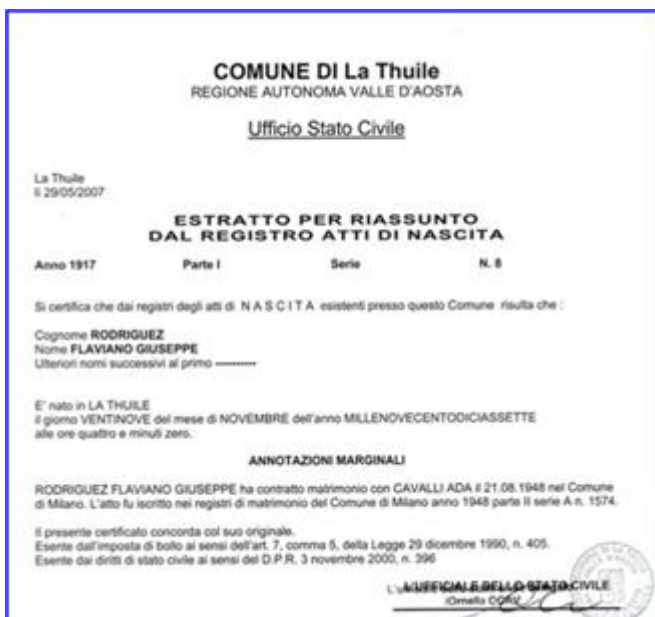 COMUNE DI La Thuile
REGIONE AUTONOMA VALLE D'AOSTA
Ufficio Stato Civile
La Thuile
li 29/05/2007
ESTRATTO PER RIASSUNTO
DAL REGISTRO ATTI DI NASCITA
Anno 1917 Parte I Serie N. 8
Si certifica che dai registri degli atti di N A S C I T A esistenti presso questo Comune risulta che :
Cognome RODRIGUEZ
Nome FLAVIANO GIUSEPPE
Ulteriori nomi successivi al primo ----------
E' nato in LA THUILE
il giorno VENTINOVE del mese di NOVEMBRE dell'anno MILLENOVECENTODICIASSETTE
alle ore quattro e minuti zero.
ANNOTAZIONI MARGINALI
RODRIGUEZ FLAVIANO GIUSEPPE ha contratto matrimonio con CAVALLI ADA il 21.08.1948 nel Comune
di Milano. L'atto fu iscritto nei registri di matrimonio del Comune di Milano anno 1948 parte II serie A n. 1574.
Il presente certificato concorda col suo originale.
Esente dall'imposta di bollo ai sensi dell'art. 7, comma 5, della Legge 29 dicembre 1990, n. 405.
Esente dai diritti di stato civile ai sensi del D.P.R. 3 novembre 2000, n. 396
L'UFFICIALE DELLO STATO CIVILE
(Ornella